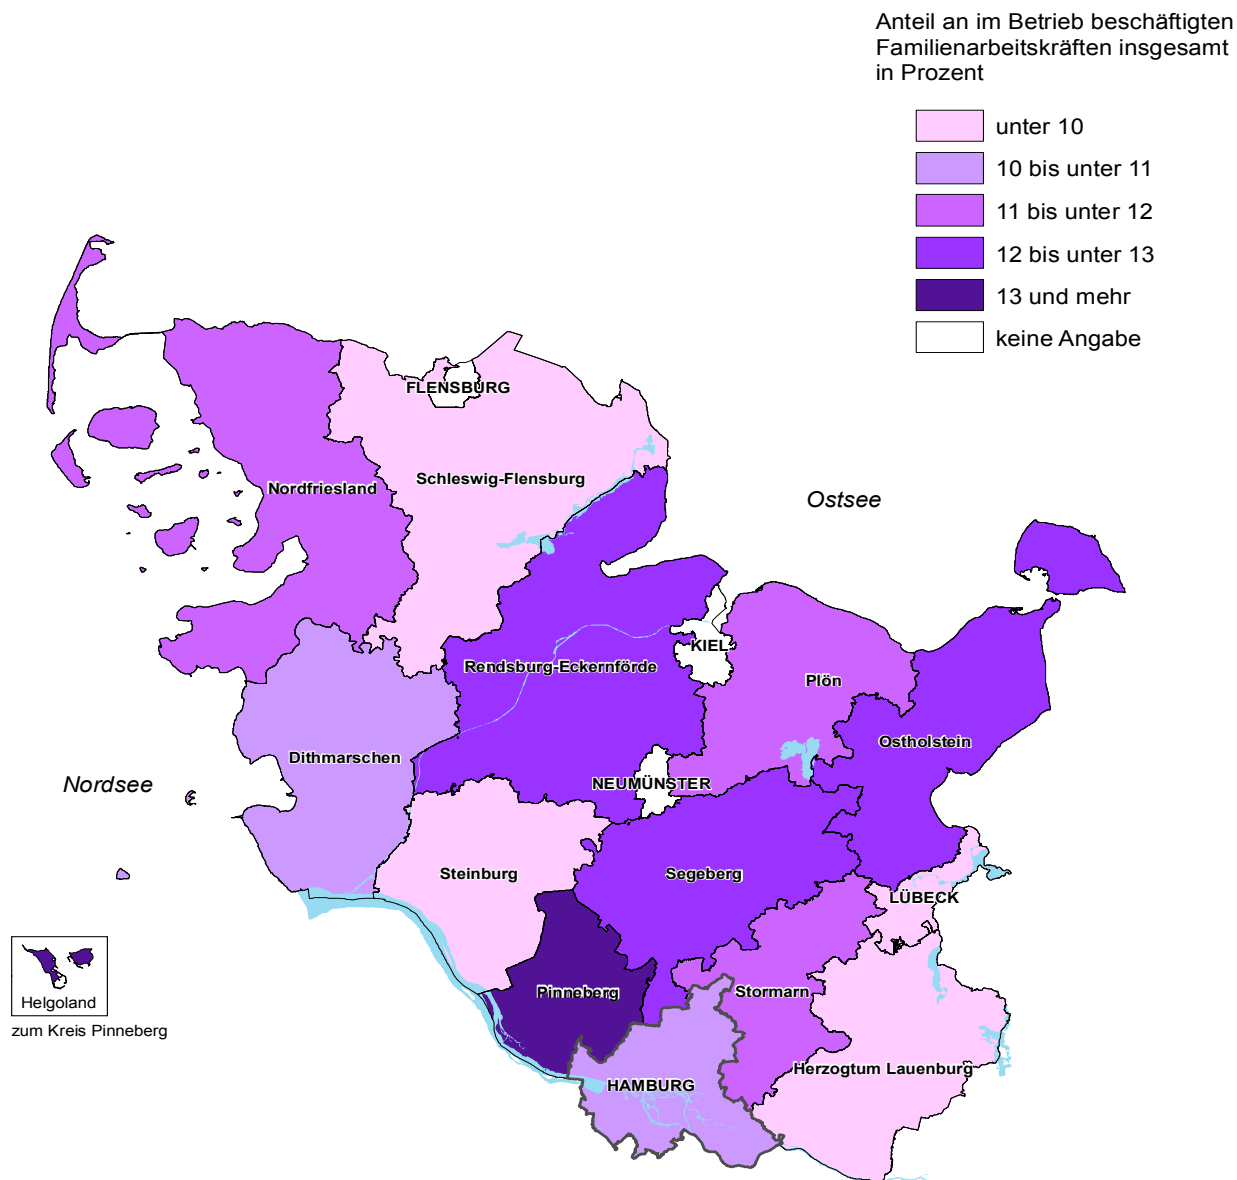 Anteil an im Betrieb beschäftigten
Familienarbeitskräften insgesamt
in Prozent
unter 10
10 bis unter 11
11 bis unter 12
12 bis unter 13
13 und mehr
keine Angabe
FLENSBURG
Schleswig-Flensburg
Nordfriesland
Ostsee
KIEL
Rendsburg-Eckernförde
Plön
Ostholstein
Dithmarschen
Nordsee
NEUMÜNSTER
Steinburg
Segeberg
LÜBECK
Pinneberg
Stormarn
Helgoland
zum Kreis Pinneberg
Herzogtum Lauenburg
HAMBURG